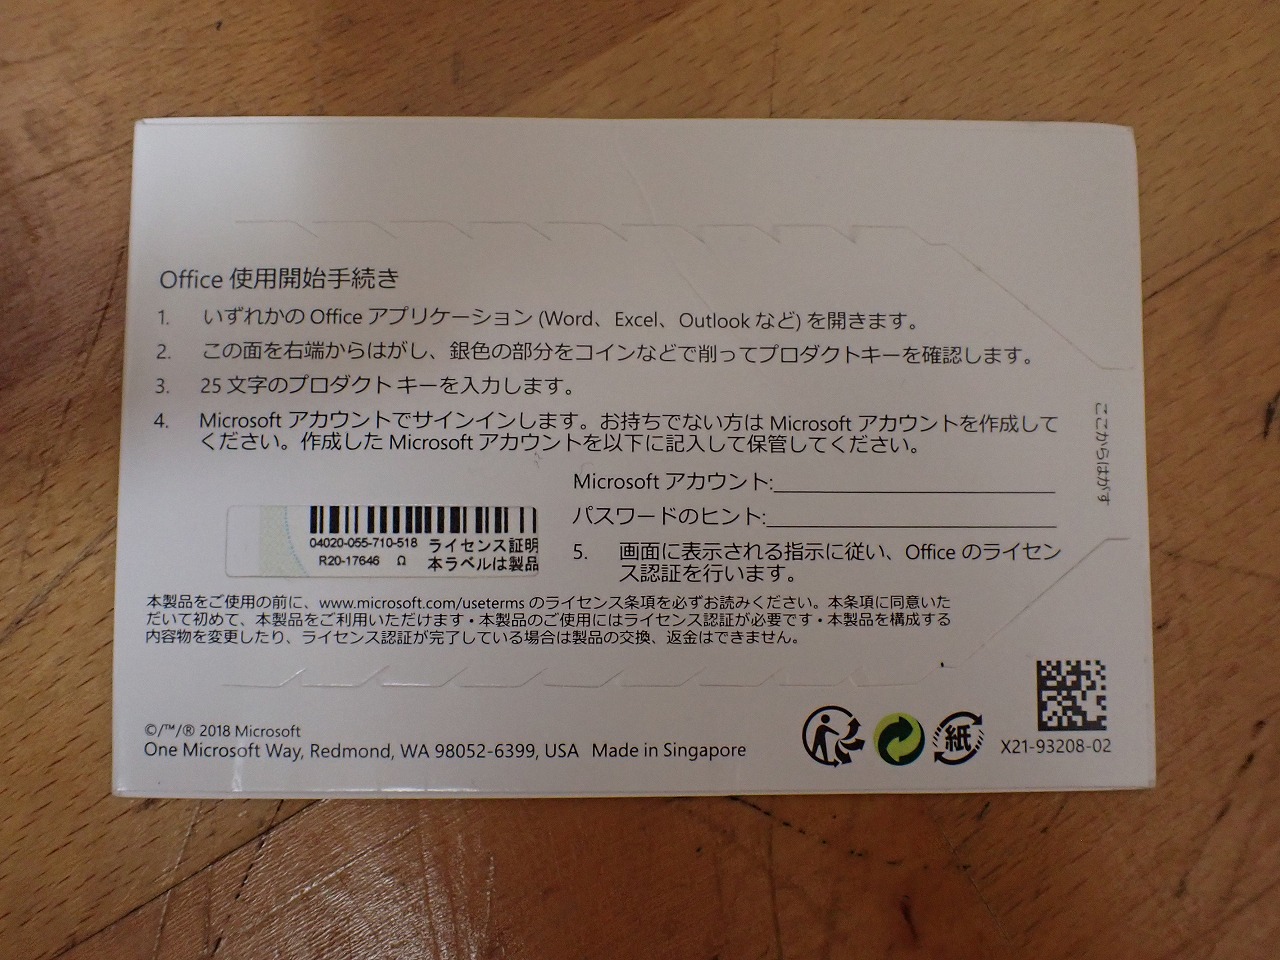 Office 使用開始手続き
1. いずれかの Office アプリケーション (Word、Excel、Outlook など) を開きます。
2. この面を右端からはがし、銀色の部分をコインなどで削ってプロダクトキーを確認します。
3. 25 文字のプロダクト キーを入力します。
4. Microsoft アカウントでサインインします。お持ちでない方は Microsoft アカウントを作成して
ください。作成した Microsoft アカウントを以下に記入して保管してください。
ここからはがす
Microsoft アカウント:
パスワードのヒント:
04020-055-710-518 ライセンス証明
R20-17646 Ω 本ラベルは製品
5. 画面に表示される指示に従い、Office のライセン
ス認証を行います。
本製品をご使用の前に、www.microsoft.com/useterms のライセンス条項を必ずお読みください。本条項に同意いた
だいて初めて、本製品をご利用いただけます・本製品のご使用にはライセンス認証が必要です・本製品を構成する
内容物を変更したり、ライセンス認証が完了している場合は製品の交換、返金はできません。
©/™/® 2018 Microsoft
One Microsoft Way, Redmond, WA 98052-6399, USA Made in Singapore
紙
X21-93208-02